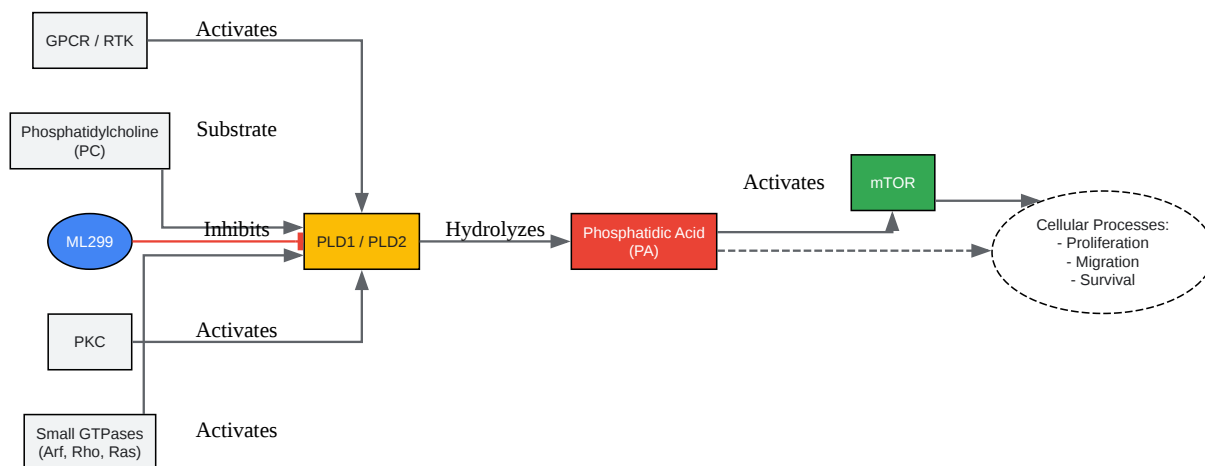 GPCR / RTK
Activates
Phosphatidylcholine
(PC)
Substrate
ML299
Inhibits
PLD1 / PLD2
Hydrolyzes
Phosphatidic Acid
(PA)
Activates
mTOR
Cellular Processes:
- Proliferation
- Migration
- Survival
PKC
Activates
Small GTPases
(Arf, Rho, Ras)
Activates